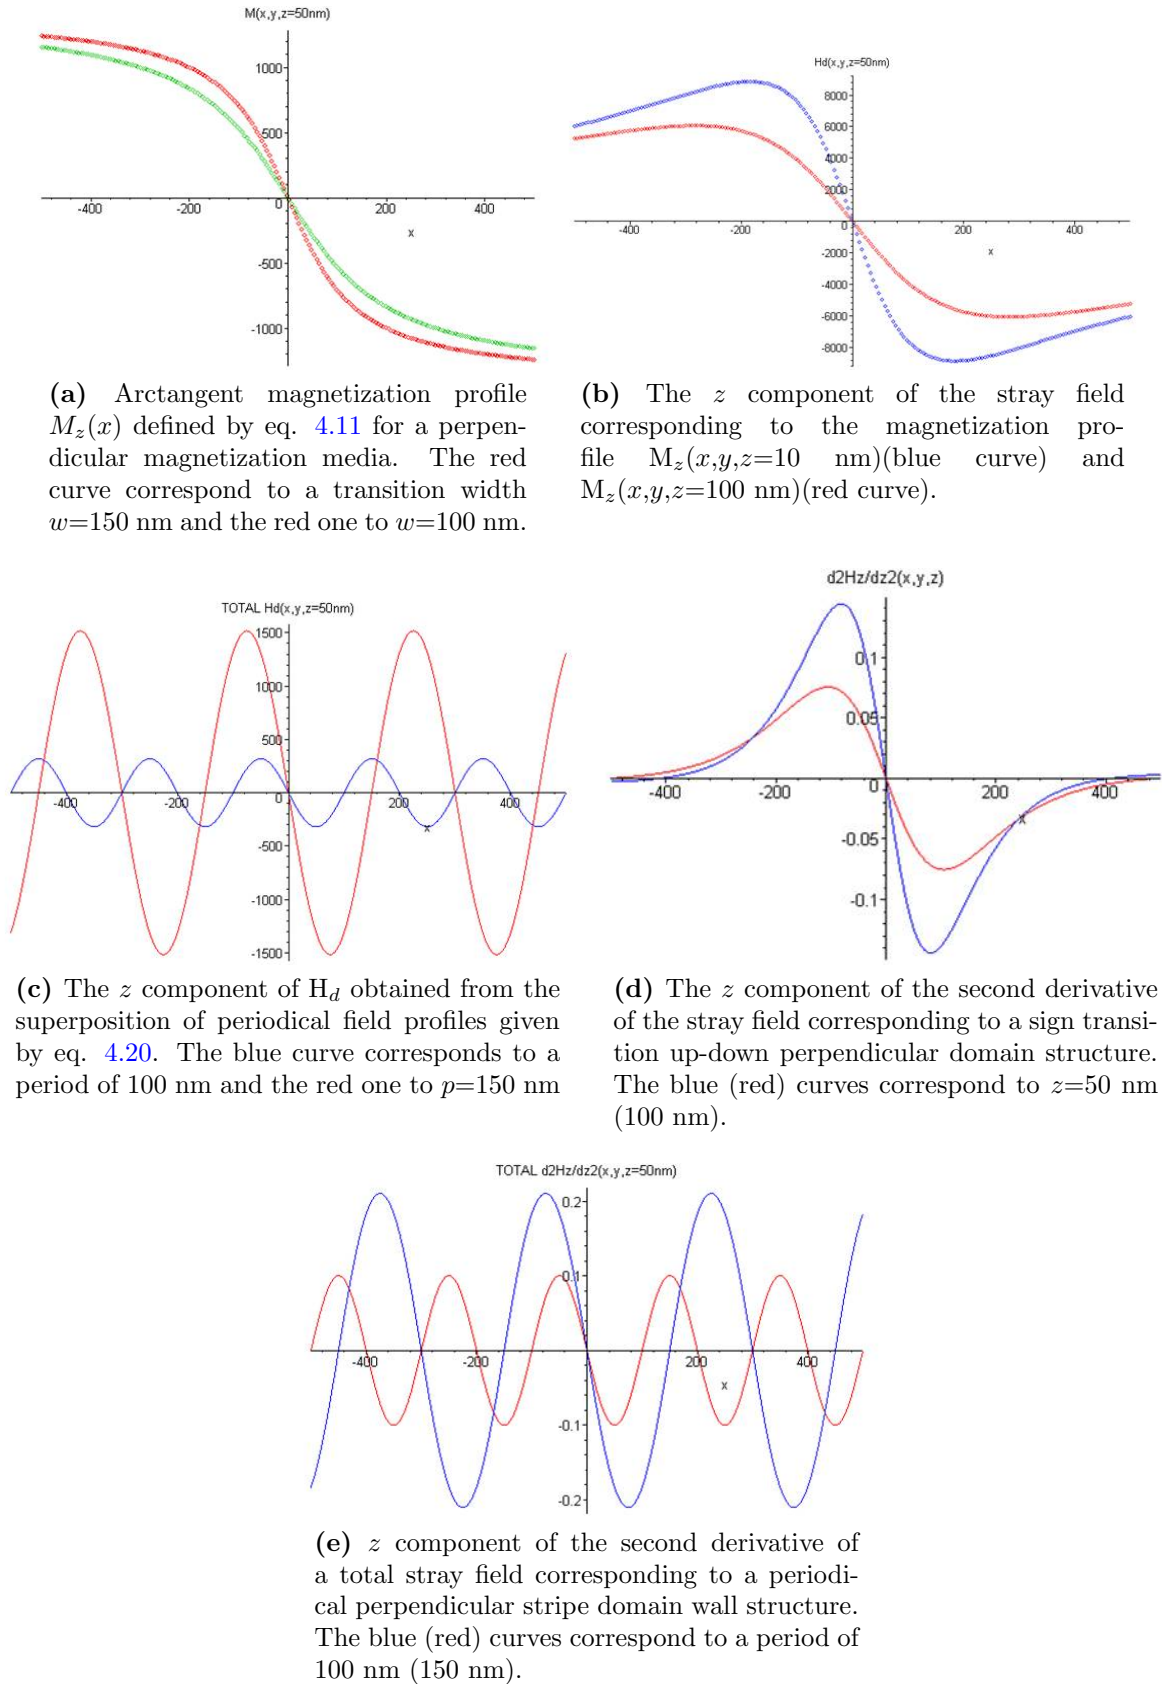 M(x,y,z=50nm)
1000
500
-400
-200
0
200
400
x
-500
-1000
(a) Arctangent magnetization profile
M_z(x) defined by eq. 4.11 for a perpen-
dicular magnetization media. The red
curve correspond to a transition width
w=150 nm and the red one to w=100 nm.
Hd(x,y,z=50nm)
8000
6000
4000
2000
-400
-200
0
200
400
x
-2000
-4000
-6000
-8000
(b) The z component of the stray field
corresponding to the magnetization pro-
file M_z(x,y,z=10 nm)(blue curve) and
M_z(x,y,z=100 nm)(red curve).
TOTAL Hd(x,y,z=50nm)
1500
1000
500
-400
-200
0
200
400
x
-500
-1000
-1500
(c) The z component of H_d obtained from the
superposition of periodical field profiles given
by eq. 4.20. The blue curve corresponds to a
period of 100 nm and the red one to p=150 nm
d2Hz/dz2(x,y,z)
0.1
0.05
-400
-200
0
200
400
x
-0.05
-0.1
(d) The z component of the second derivative
of the stray field corresponding to a sign transi-
tion up-down perpendicular domain structure.
The blue (red) curves correspond to z=50 nm
(100 nm).
TOTAL d2Hz/dz2(x,y,z=50nm)
0.2
0.1
-400
-200
0
200
400
x
-0.1
-0.2
(e) z component of the second derivative of
a total stray field corresponding to a periodi-
cal perpendicular stripe domain wall structure.
The blue (red) curves correspond to a period of
100 nm (150 nm).